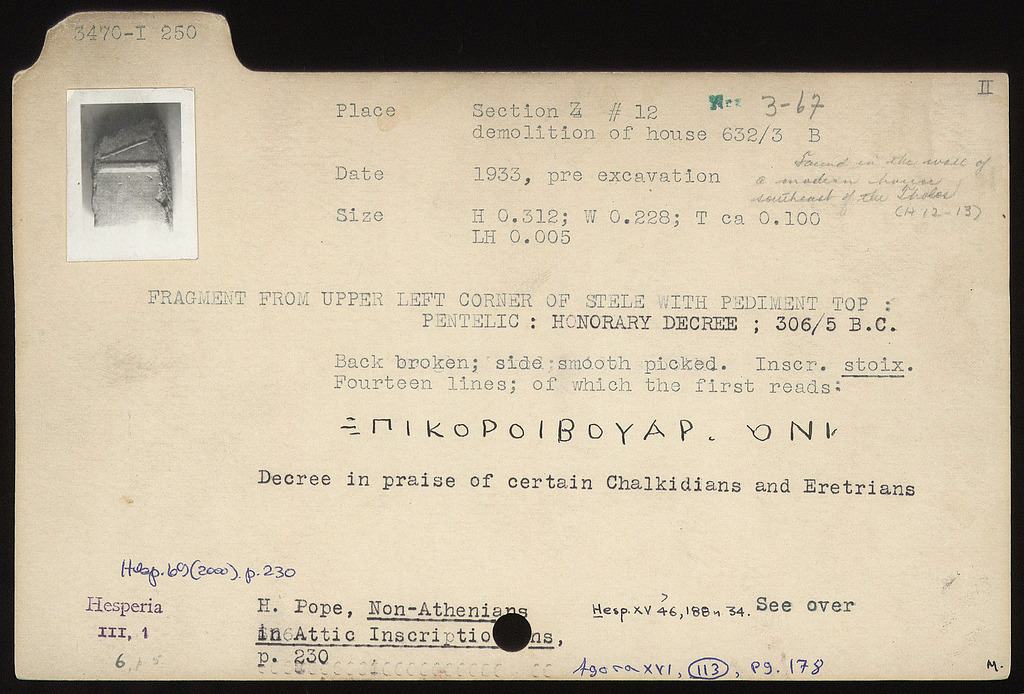 3470-I 250
II
Place Section Z # 12 3-67
demolition of house 632/3 B
Found in the wall of
a modern house
southeast of the Tholos
(H 12-13)
Date 1933, pre excavation
Size H 0.312; W 0.228; T ca 0.100
LH 0.005
FRAGMENT FROM UPPER LEFT CORNER OF STELE WITH PEDIMENT TOP :
PENTELIC : HONORARY DECREE ; 306/5 B.C.
Back broken; side smooth picked. Inscr. stoix.
Fourteen lines; of which the first reads:
ΞΠΙΚΟΡΟΙΒΟΥΑΡ. ΟΝΙ
Decree in praise of certain Chalkidians and Eretrians
Hesp. 69 (2000). p. 230
Hesperia
III, 1
6, p 5
H. Pope, Non-Athenians
in Attic Inscriptions,
p. 230
Hesp. XV '46, 188 n 34. See over
Agora XVI, 113, pg. 178
M.